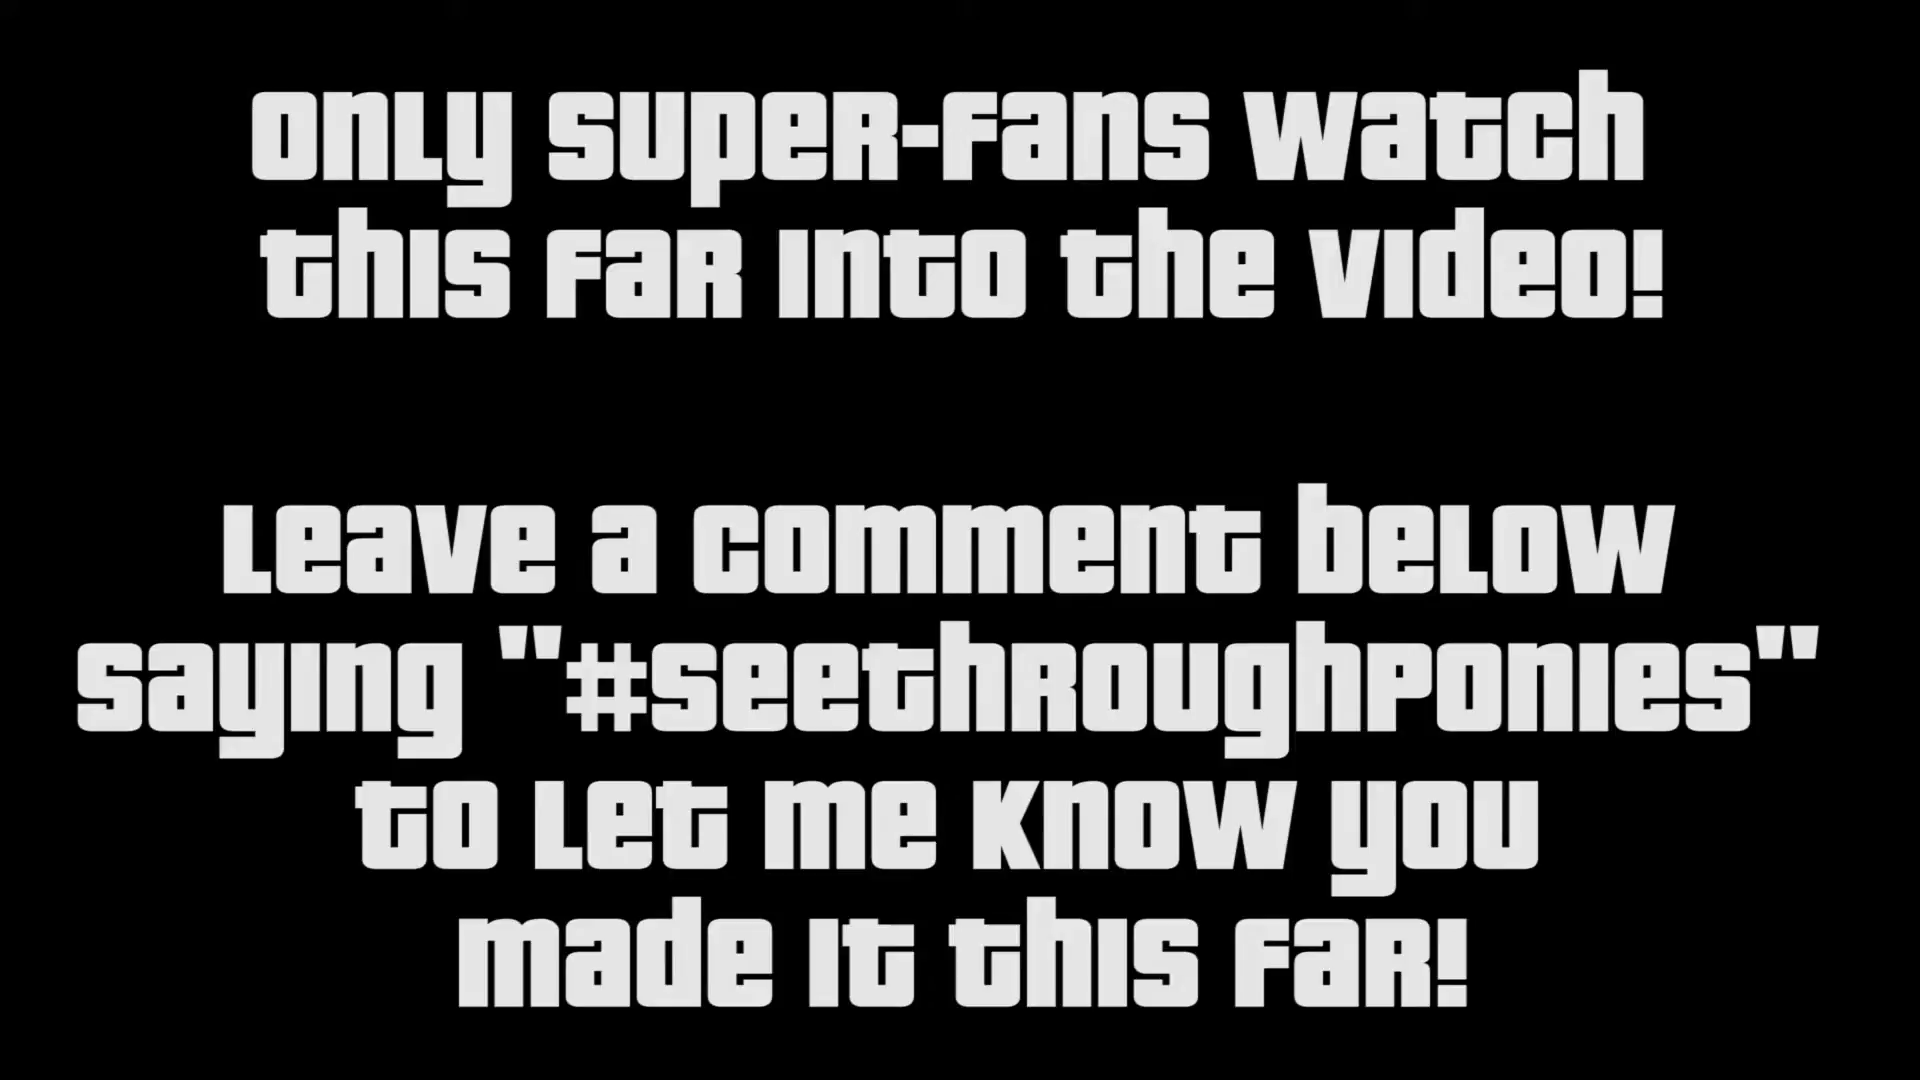 Only Super-Fans Watch
This Far Into The Video!
Leave a comment below
saying "#seethroughponies"
to let me know you
made it this far!